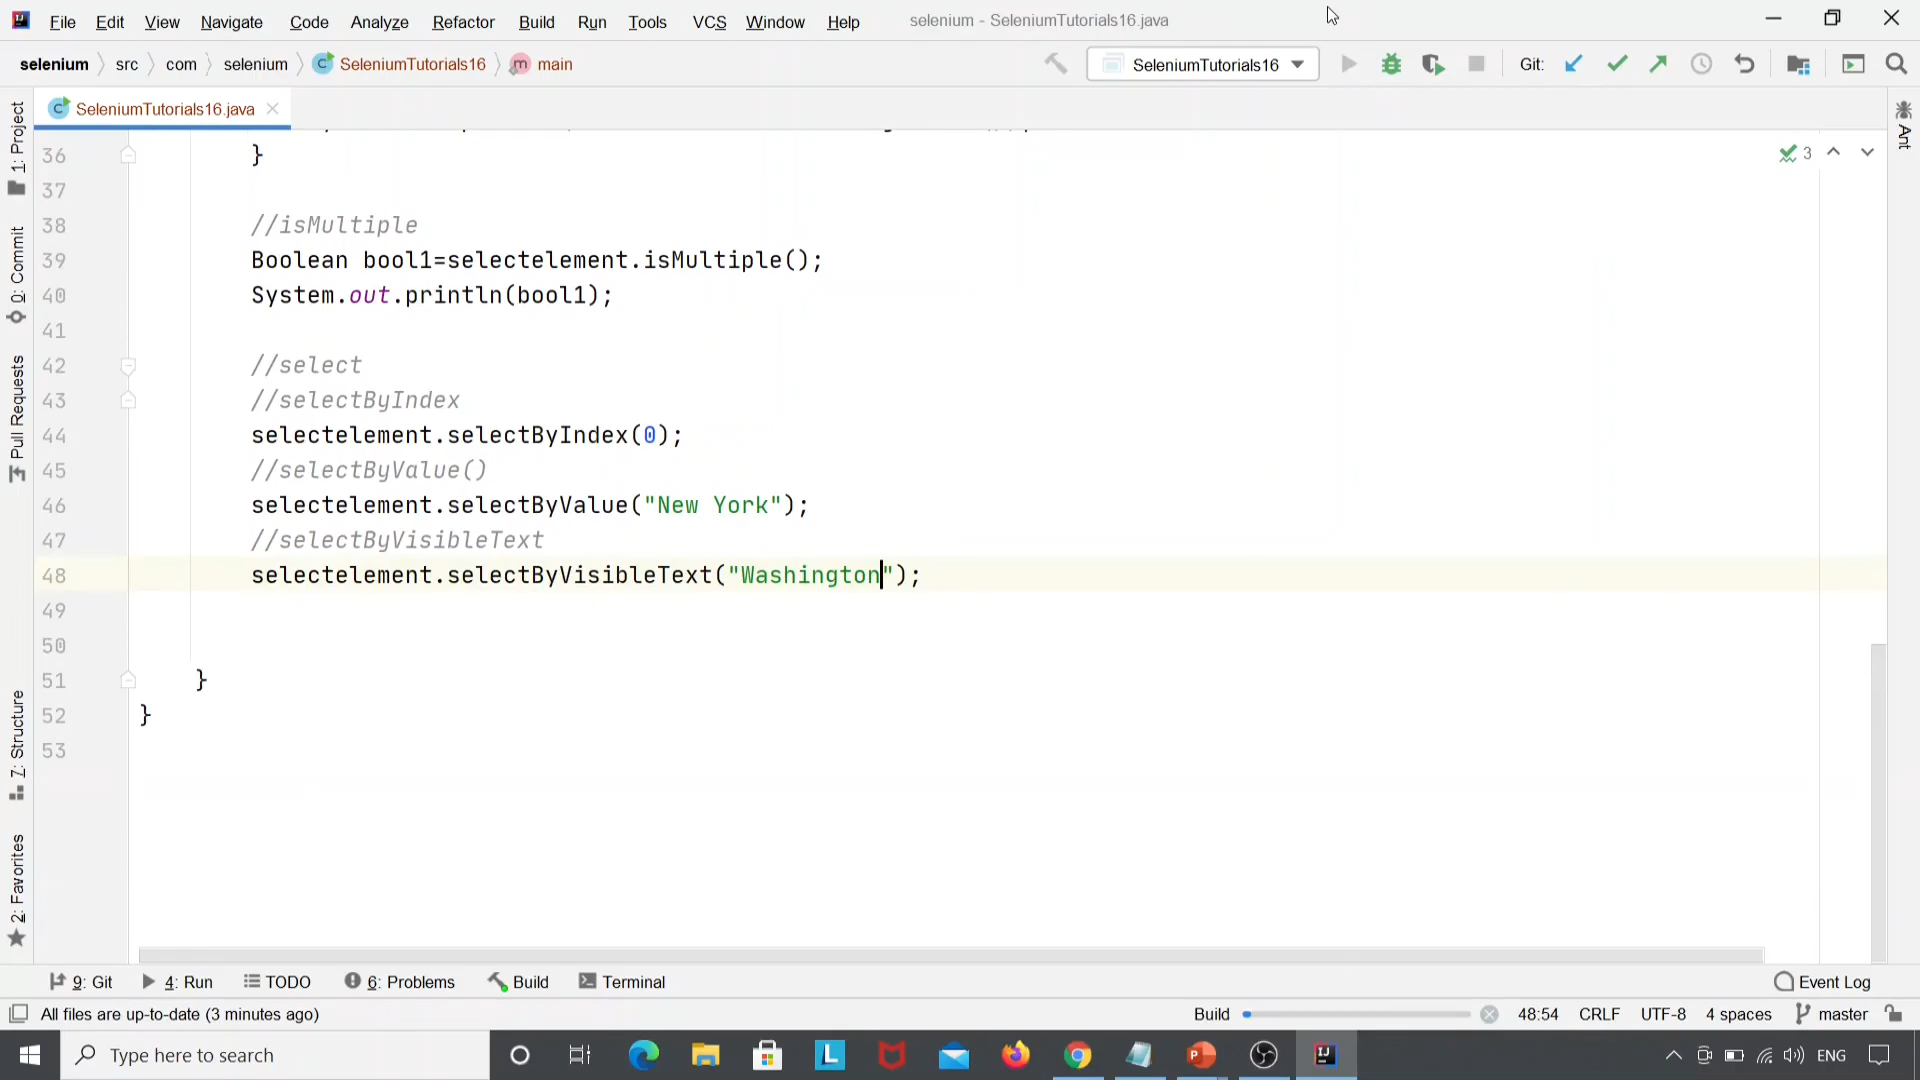 File Edit View Navigate Code Analyze Refactor Build Run Tools VCS Window Help selenium - SeleniumTutorials16.java
selenium src com selenium SeleniumTutorials16 main SeleniumTutorials16 Git:
SeleniumTutorials16.java
1: Project
0: Commit
Pull Requests
7: Structure
2: Favorites
Ant
3
36 }
37
38 //isMultiple
39 Boolean bool1=selectelement.isMultiple();
40 System.out.println(bool1);
41
42 //select
43 //selectByIndex
44 selectelement.selectByIndex(0);
45 //selectByValue()
46 selectelement.selectByValue("New York");
47 //selectByVisibleText
48 selectelement.selectByVisibleText("Washington");
49
50
51 }
52 }
53
9: Git 4: Run TODO 6: Problems Build Terminal Event Log
All files are up-to-date (3 minutes ago) Build 48:54 CRLF UTF-8 4 spaces master
Type here to search ENG